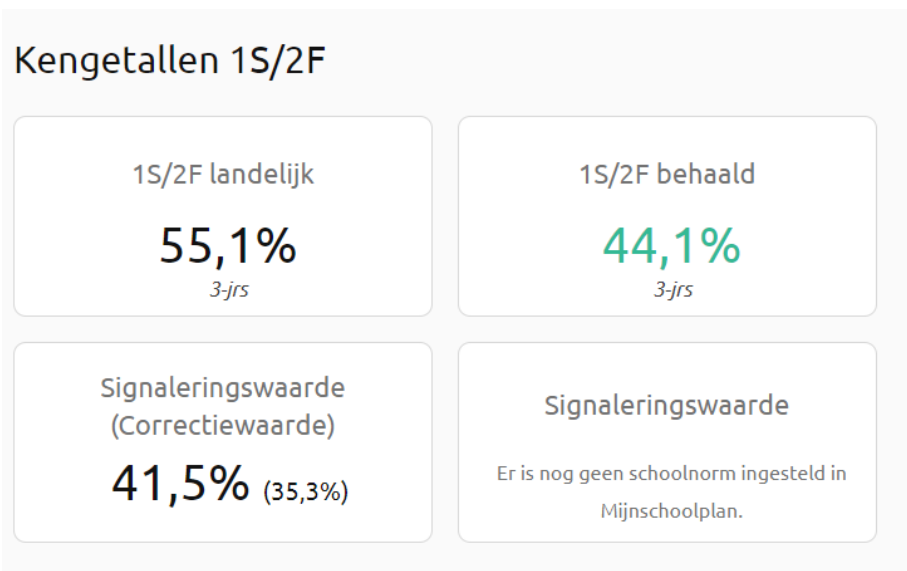 Kengetallen 1S/2F
1S/2F landelijk
55,1%
3-jrs
1S/2F behaald
44,1%
3-jrs
Signaleringswaarde
(Correctiewaarde)
41,5% (35,3%)
Signaleringswaarde
Er is nog geen schoolnorm ingesteld in
Mijnschoolplan.